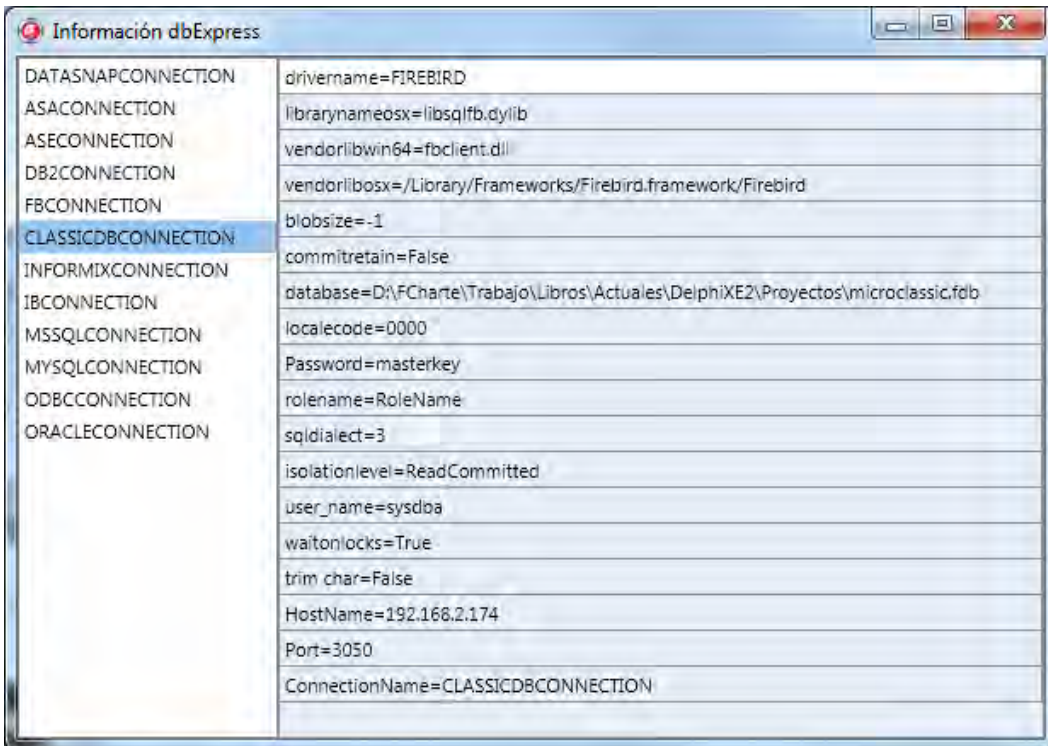 Información dbExpress
DATASNAPCONNECTION
ASACONNECTION
ASECONNECTION
DB2CONNECTION
FBCONNECTION
CLASSICDBCONNECTION
INFORMIXCONNECTION
IBCONNECTION
MSSQLCONNECTION
MYSQLCONNECTION
ODBCCONNECTION
ORACLECONNECTION
drivername=FIREBIRD
librarynameosx=libsqlfb.dylib
vendorlibwin64=fbclient.dll
vendorlibosx=/Library/Frameworks/Firebird.framework/Firebird
blobsize=-1
commitretain=False
database=D:\FCharte\Trabajo\Libros\Actuales\DelphiXE2\Proyectos\microclassic.fdb
localecode=0000
Password=masterkey
rolename=RoleName
sqldialect=3
isolationlevel=ReadCommitted
user_name=sysdba
waitonlocks=True
trim char=False
HostName=192.168.2.174
Port=3050
ConnectionName=CLASSICDBCONNECTION